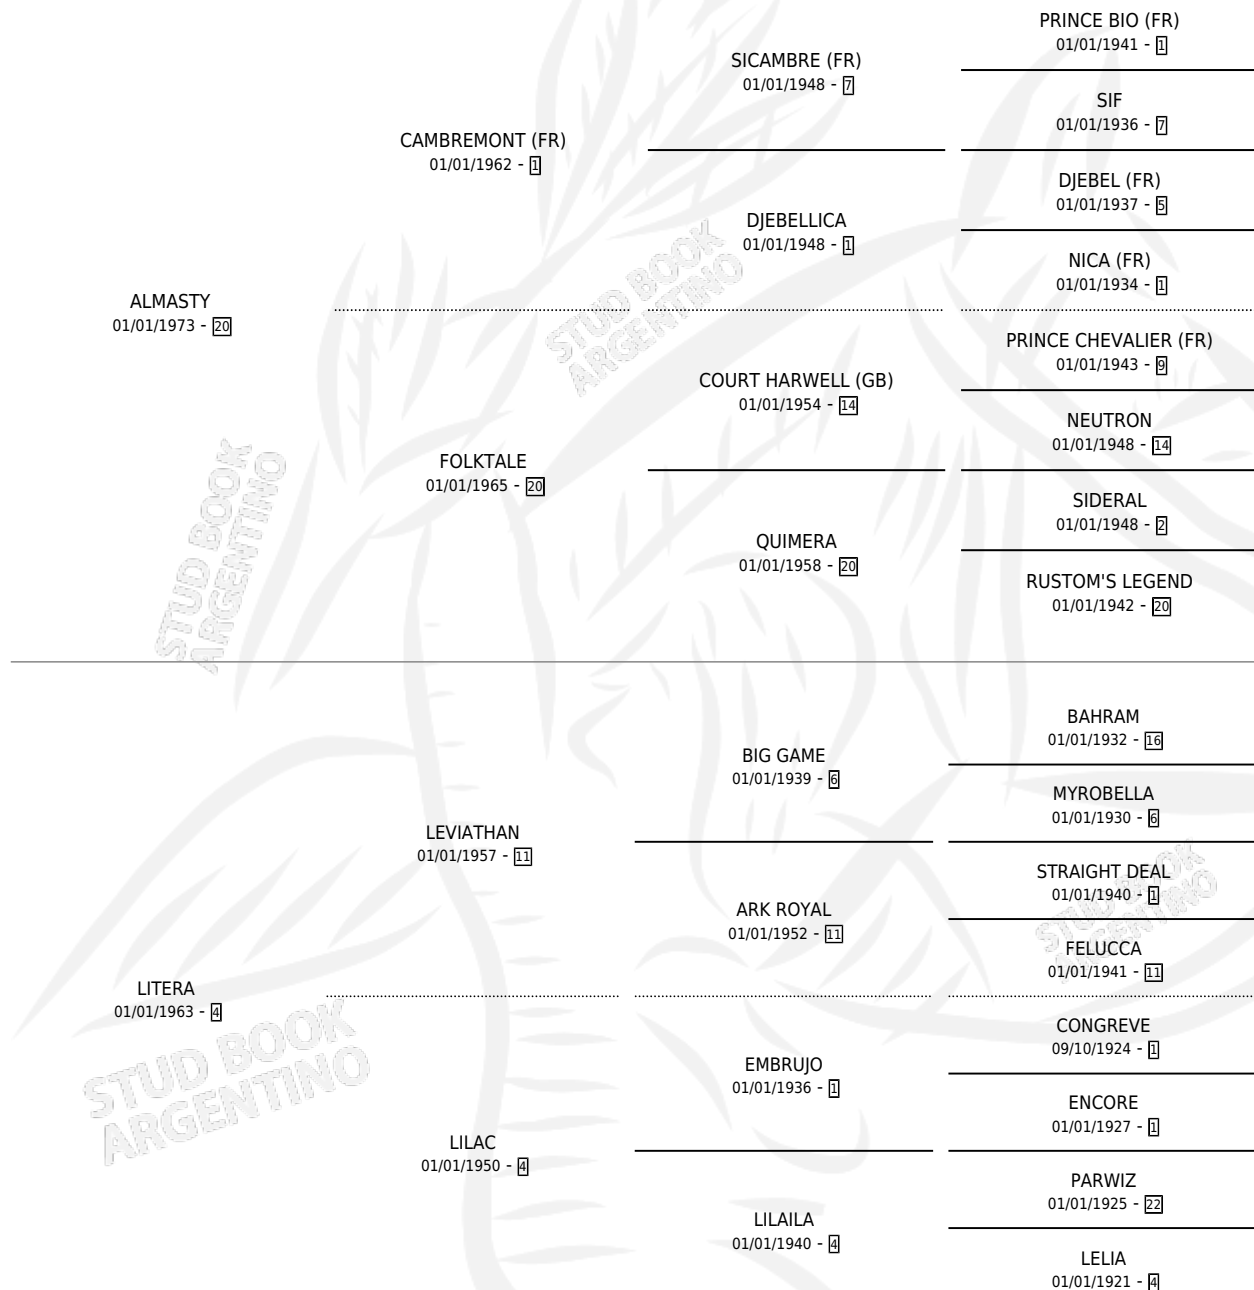 PRINCE BIO (FR)
01/01/1941 - 1
SICAMBRE (FR)
01/01/1948 - 7
SIF
01/01/1936 - 7
CAMBREMONT (FR)
01/01/1962 - 1
DJEBEL (FR)
01/01/1937 - 5
DJEBELLICA
01/01/1948 - 1
NICA (FR)
01/01/1934 - 1
ALMASTY
01/01/1973 - 20
PRINCE CHEVALIER (FR)
01/01/1943 - 9
COURT HARWELL (GB)
01/01/1954 - 14
NEUTRON
01/01/1948 - 14
FOLKTALE
01/01/1965 - 20
SIDERAL
01/01/1948 - 2
QUIMERA
01/01/1958 - 20
RUSTOM'S LEGEND
01/01/1942 - 20
BAHRAM
01/01/1932 - 16
BIG GAME
01/01/1939 - 6
MYROBELLA
01/01/1930 - 6
LEVIATHAN
01/01/1957 - 11
STRAIGHT DEAL
01/01/1940 - 1
ARK ROYAL
01/01/1952 - 11
FELUCCA
01/01/1941 - 11
LITERA
01/01/1963 - 4
CONGREVE
09/10/1924 - 1
EMBRUJO
01/01/1936 - 1
ENCORE
01/01/1927 - 1
LILAC
01/01/1950 - 4
PARWIZ
01/01/1925 - 22
LILAILA
01/01/1940 - 4
LELIA
01/01/1921 - 4
STUD BOOK
ARGENTINO
STUD BOOK
ARGENTINO
STUD BOOK
ARGENTINO
STUD BOOK
ARGENTINO